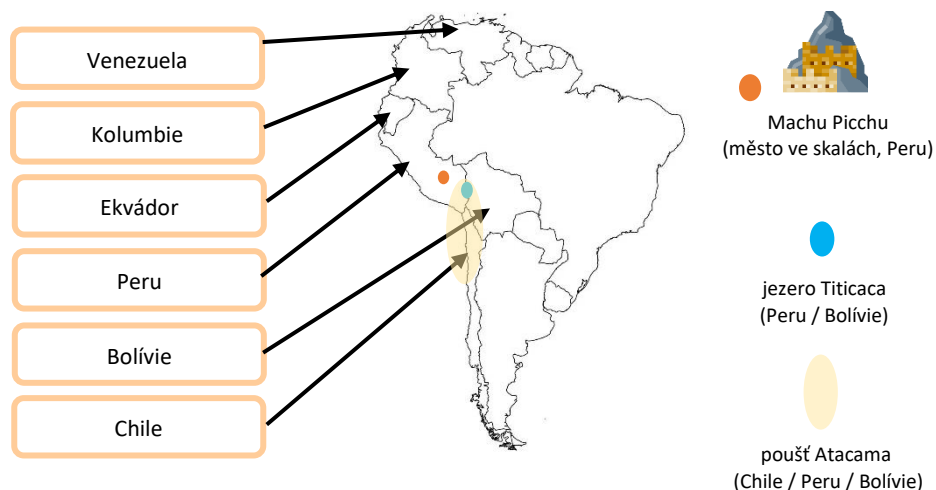 Venezuela
Kolumbie
Ekvádor
Peru
Bolívie
Chile
Machu Picchu
(město ve skalách, Peru)
jezero Titicaca
(Peru / Bolívie)
poušť Atacama
(Chile / Peru / Bolívie)